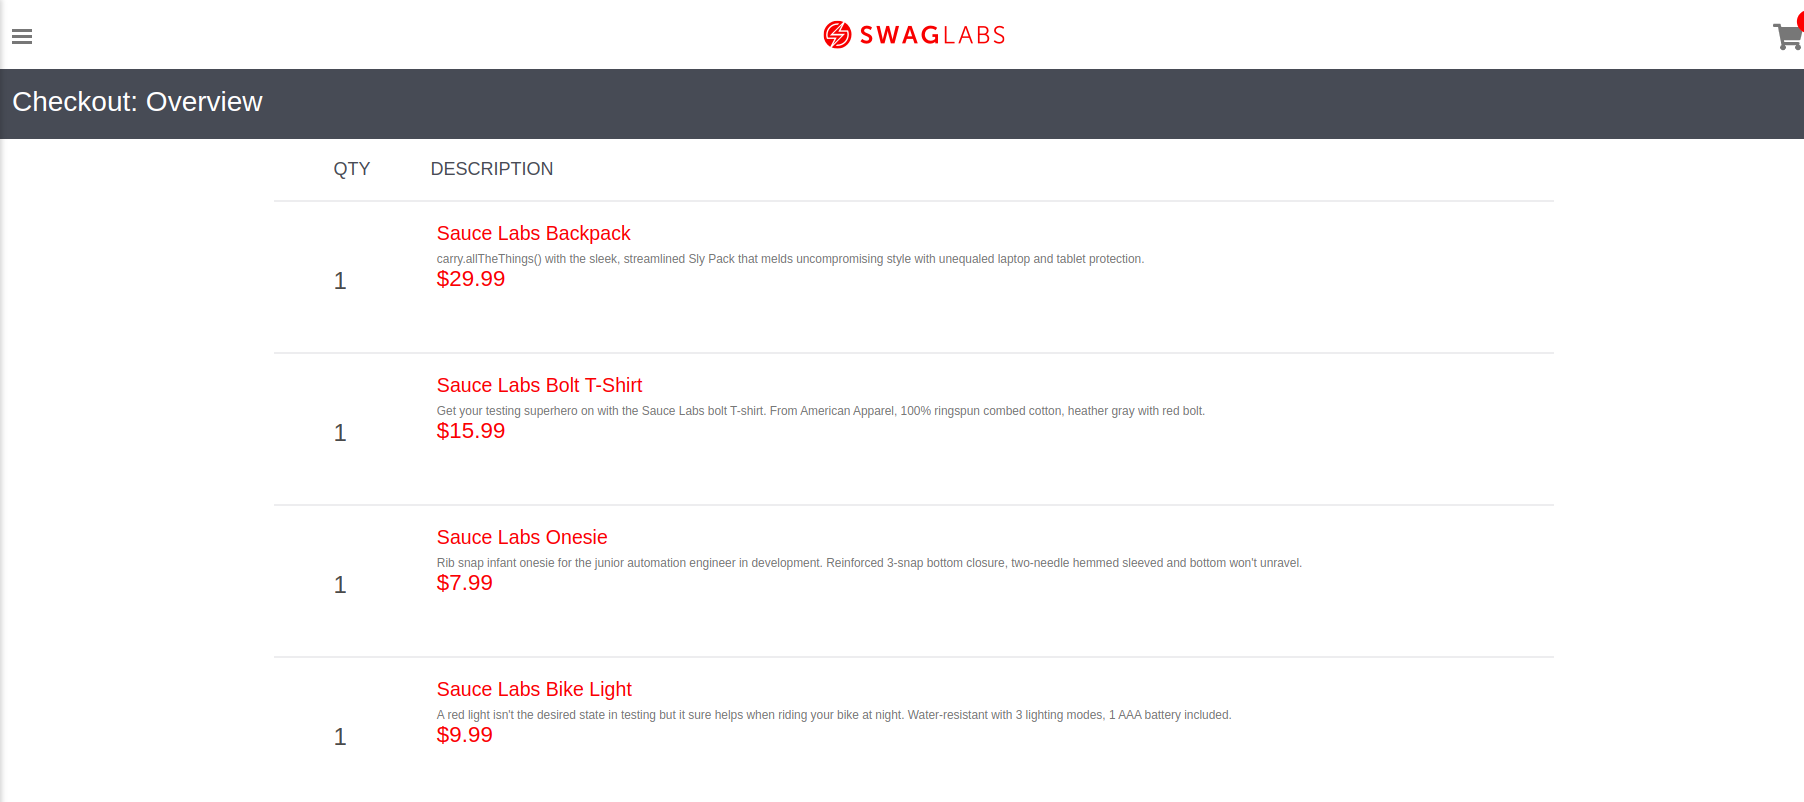 SWAGLABS
Checkout: Overview
QTY DESCRIPTION
Sauce Labs Backpack
carry.allTheThings() with the sleek, streamlined Sly Pack that melds uncompromising style with unequaled laptop and tablet protection.
1
$29.99
Sauce Labs Bolt T-Shirt
Get your testing superhero on with the Sauce Labs bolt T-shirt. From American Apparel, 100% ringspun combed cotton, heather gray with red bolt.
1
$15.99
Sauce Labs Onesie
Rib snap infant onesie for the junior automation engineer in development. Reinforced 3-snap bottom closure, two-needle hemmed sleeved and bottom won't unravel.
1
$7.99
Sauce Labs Bike Light
A red light isn't the desired state in testing but it sure helps when riding your bike at night. Water-resistant with 3 lighting modes, 1 AAA battery included.
1
$9.99